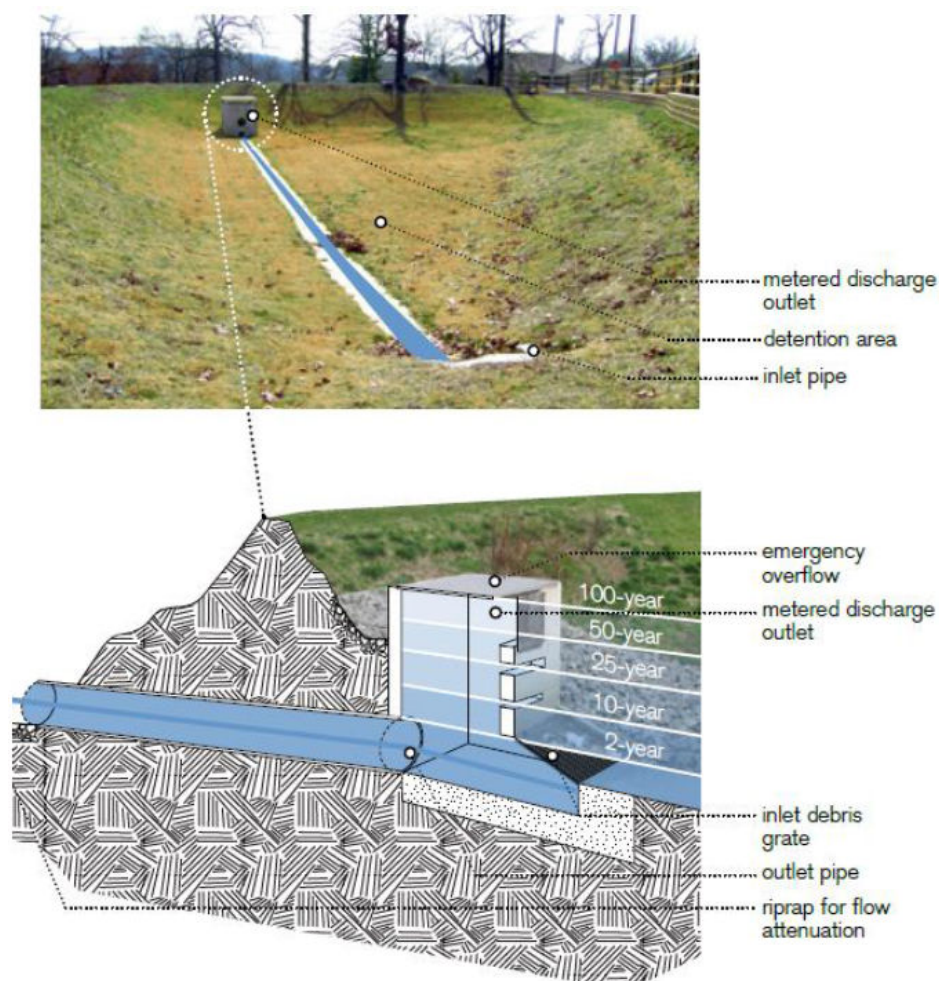 metered discharge
outlet
detention area
inlet pipe
emergency
overflow
100-year
metered discharge
outlet
50-year
25-year
10-year
2-year
inlet debris
grate
outlet pipe
riprap for flow
attenuation